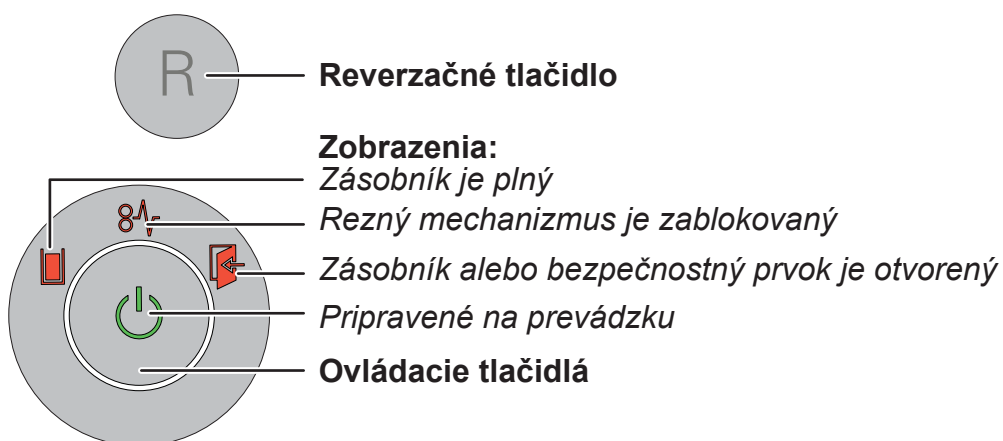 R
Reverzačné tlačidlo
Zobrazenia:
Zásobník je plný
Rezný mechanizmus je zablokovaný
Zásobník alebo bezpečnostný prvok je otvorený
Pripravené na prevádzku
Ovládacie tlačidlá